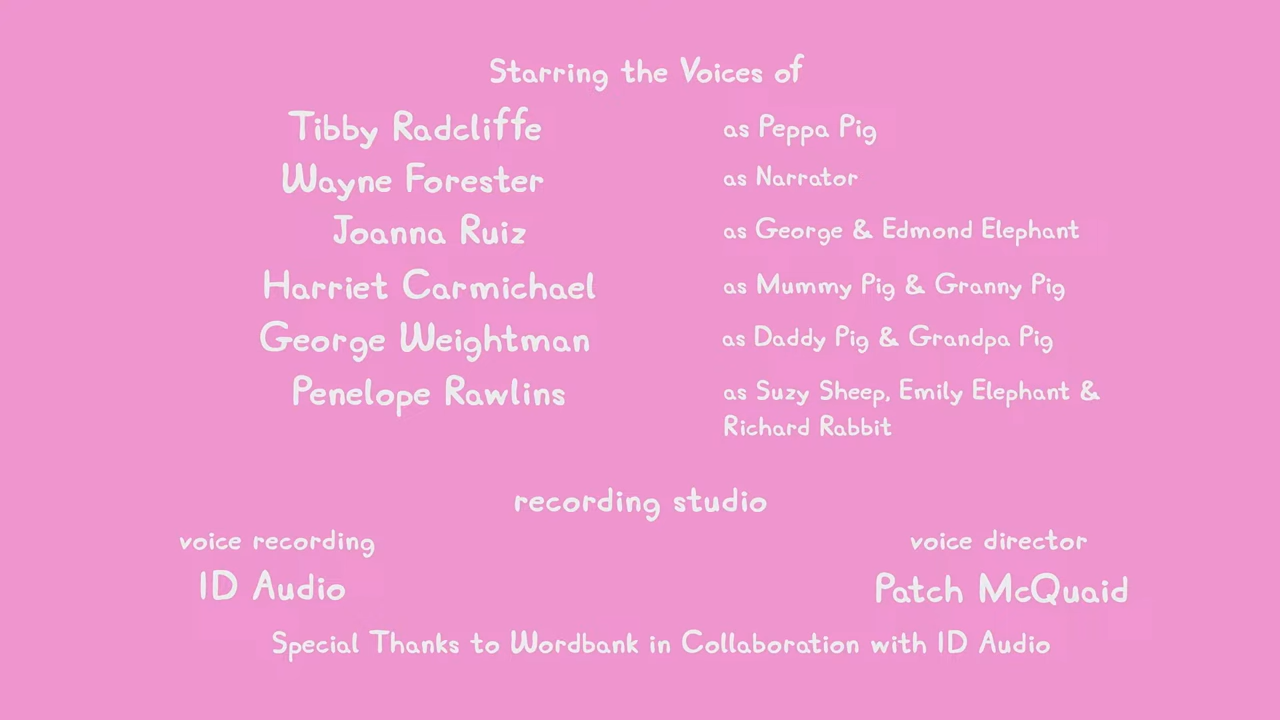 Starring the Voices of
Tibby Radcliffe as Peppa Pig
Wayne Forester as Narrator
Joanna Ruiz as George & Edmond Elephant
Harriet Carmichael as Mummy Pig & Granny Pig
George Weightman as Daddy Pig & Grandpa Pig
Penelope Rawlins as Suzy Sheep, Emily Elephant &
Richard Rabbit
recording studio
voice recording voice director
ID Audio Patch McQuaid
Special Thanks to Wordbank in Collaboration with ID Audio